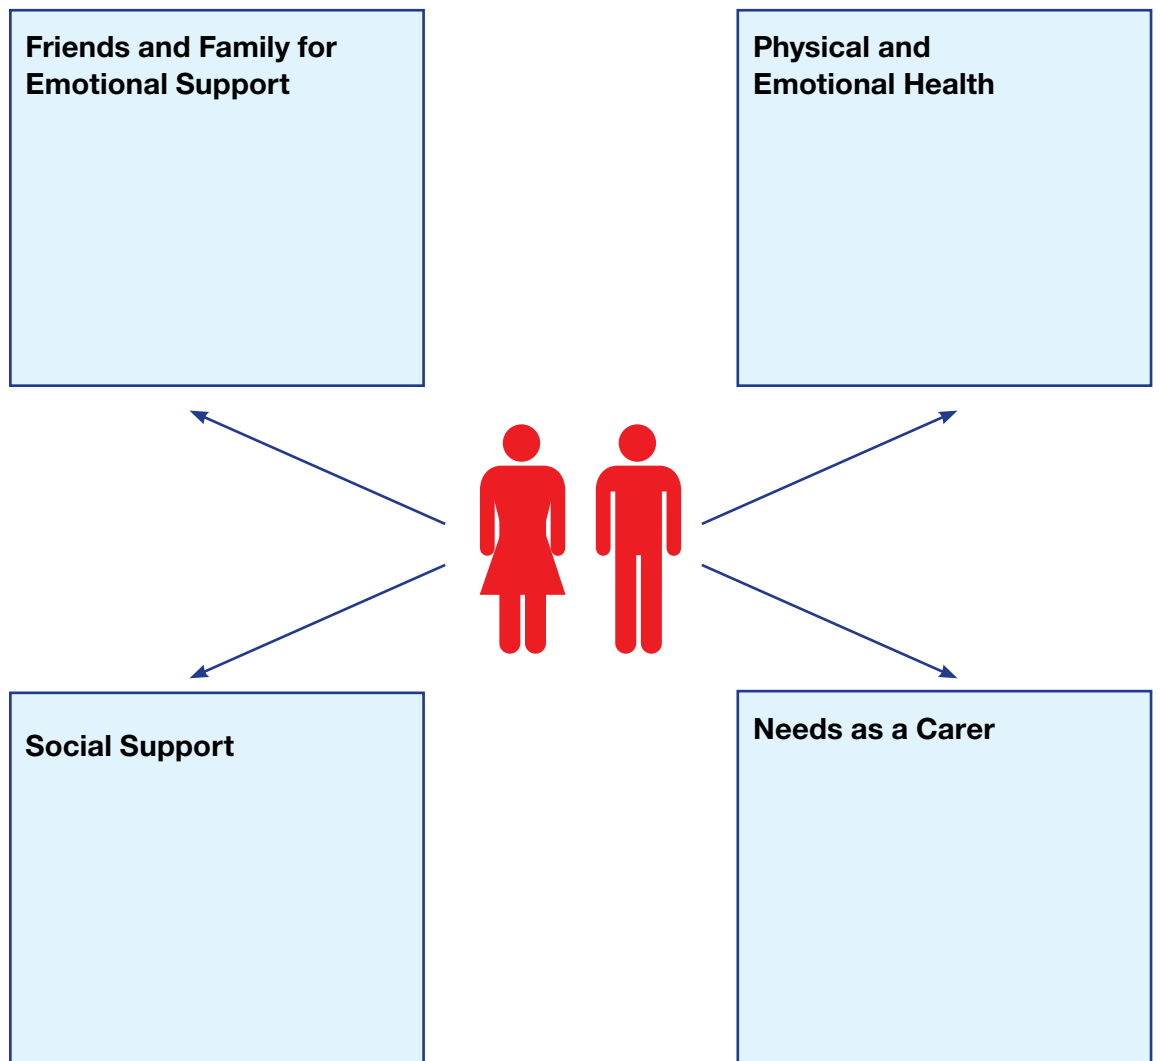 Friends and Family for
Emotional Support
Physical and
Emotional Health
Social Support
Needs as a Carer